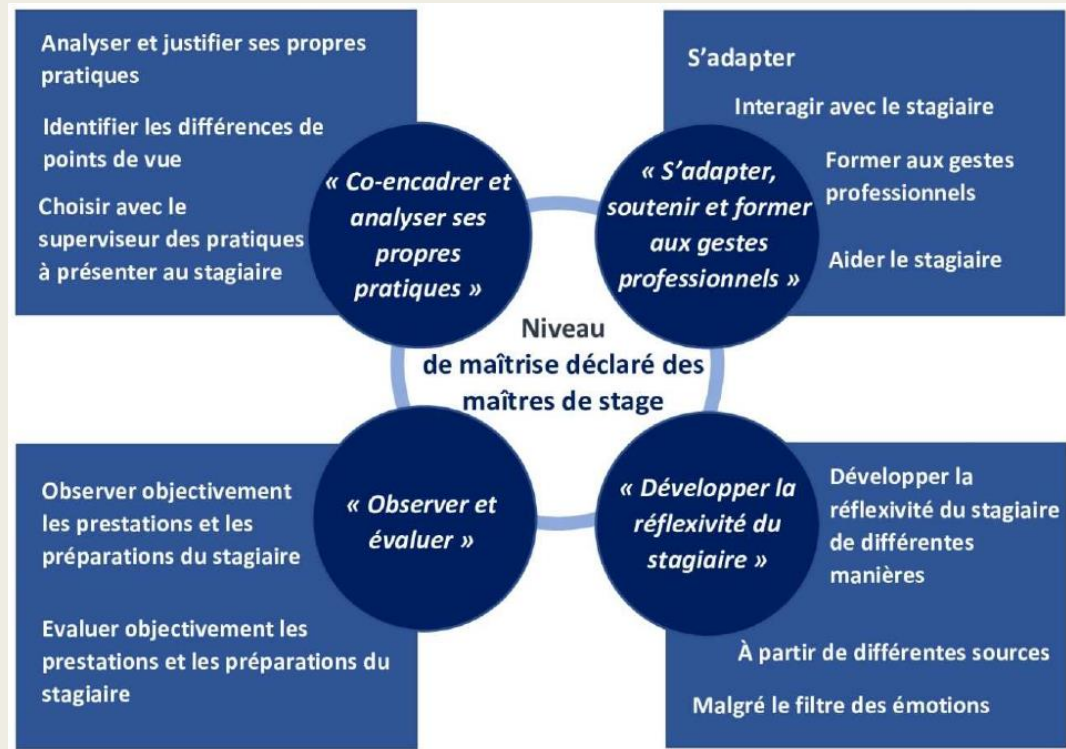 Analyser et justifier ses propres
pratiques
Identifier les différences de
points de vue
Choisir avec le
superviseur des pratiques
à présenter au stagiaire
« Co-encadrer et
analyser ses
propres
pratiques »
« S’adapter,
soutenir et former
aux gestes
professionnels »
S’adapter
Interagir avec le stagiaire
Former aux gestes
professionnels
Aider le stagiaire
Niveau
de maîtrise déclaré des
maîtres de stage
Observer objectivement
les prestations et les
préparations du stagiaire
Evaluer objectivement les
prestations et les préparations du
stagiaire
« Observer et
évaluer »
« Développer la
réflexivité du
stagiaire »
Développer la
réflexivité du stagiaire
de différentes
manières
À partir de différentes sources
Malgré le filtre des émotions